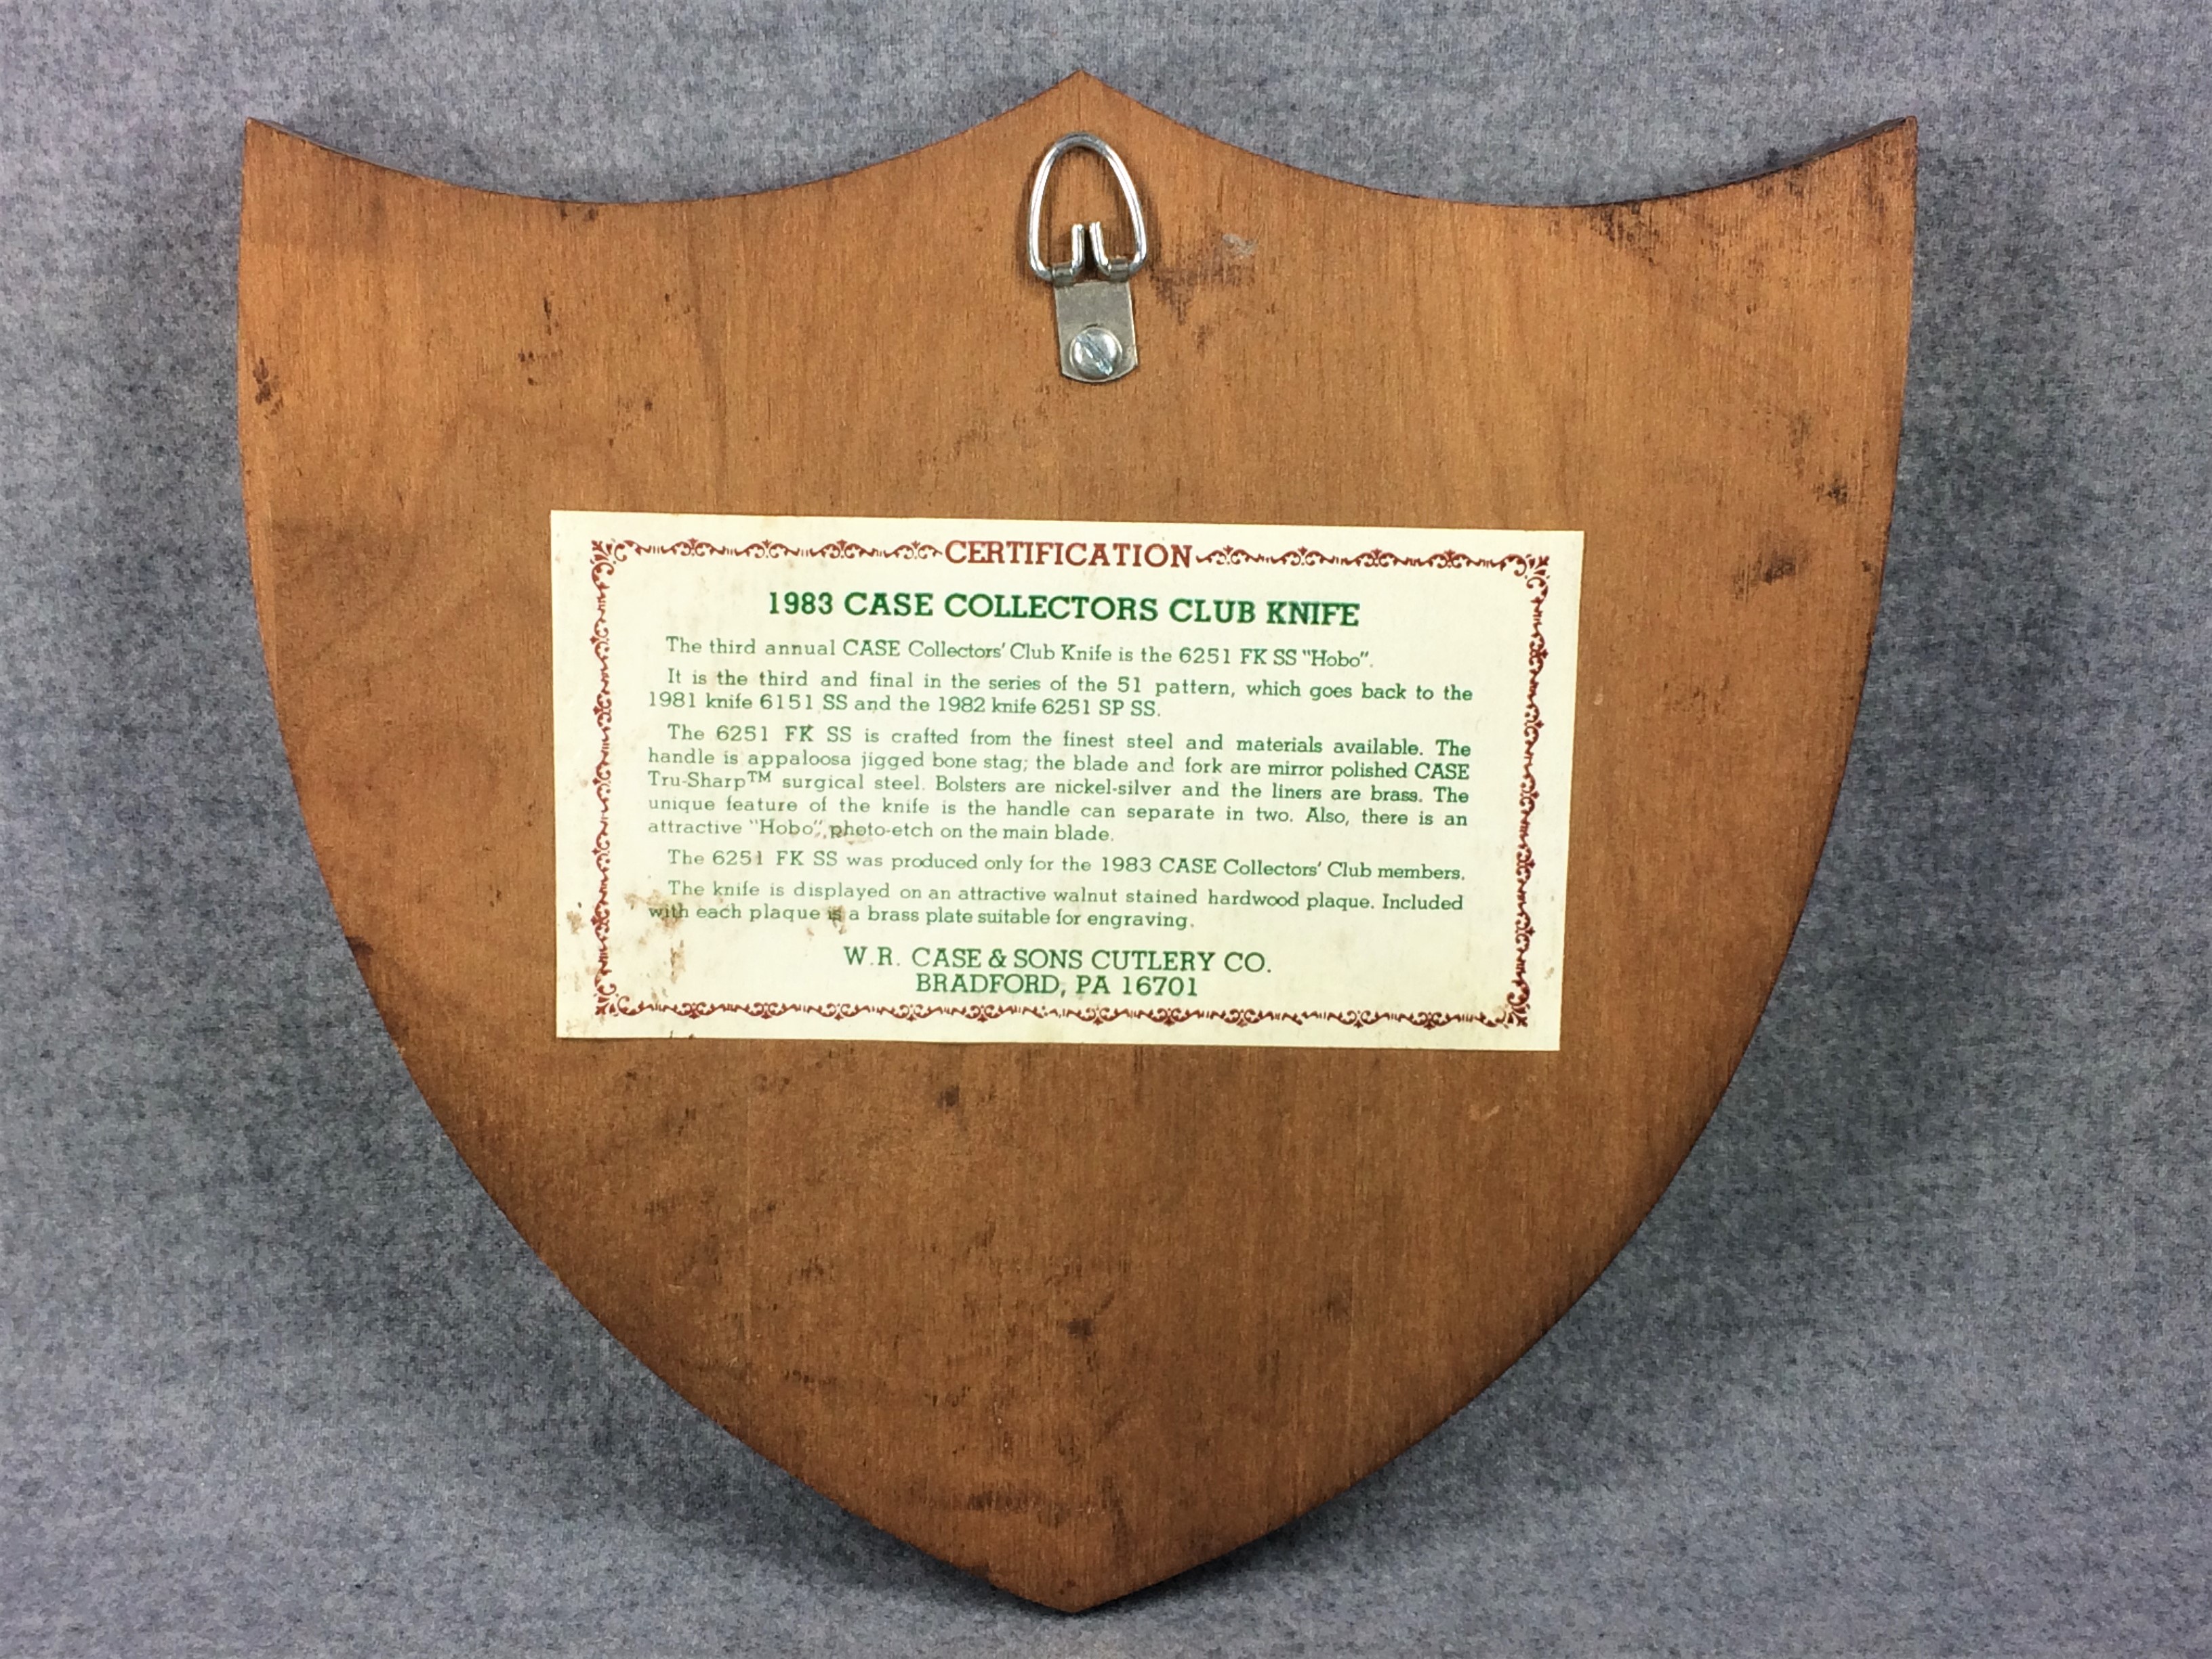 CERTIFICATION
1983 CASE COLLECTORS CLUB KNIFE
The third annual CASE Collectors' Club Knife is the 6251 FK SS "Hobo".
It is the third and final in the series of the 51 pattern, which goes back to the
1981 knife 6151 SS and the 1982 knife 6251 SP SS.
The 6251 FK SS is crafted from the finest steel and materials available. The
handle is appaloosa jigged bone stag; the blade and fork are mirror polished CASE
Tru-Sharp™ surgical steel. Bolsters are nickel-silver and the liners are brass. The
unique feature of the knife is the handle can separate in two. Also, there is an
attractive "Hobo", photo-etch on the main blade.
The 6251 FK SS was produced only for the 1983 CASE Collectors' Club members.
The knife is displayed on an attractive walnut stained hardwood plaque. Included
with each plaque is a brass plate suitable for engraving.
W.R. CASE & SONS CUTLERY CO.
BRADFORD, PA 16701